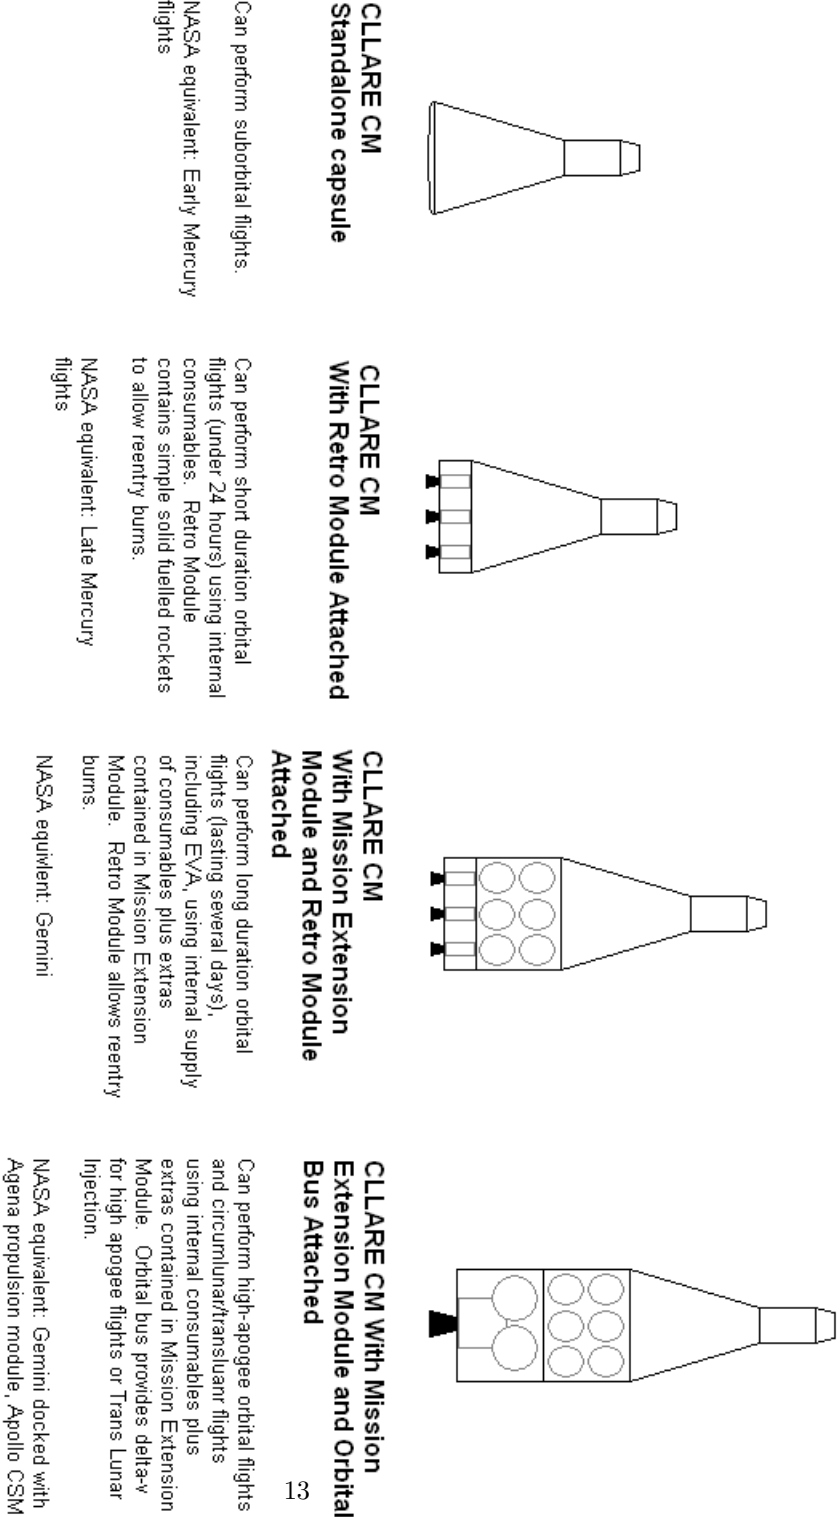 CLLARE CM
Standalone capsule
Can perform suborbital flights.
NASA equivalent: Early Mercury
flights
CLLARE CM
With Retro Module Attached
Can perform short duration orbital
flights (under 24 hours) using internal
consumables. Retro Module
contains simple solid fuelled rockets
to allow reentry burns.
NASA equivalent: Late Mercury
flights
CLLARE CM
With Mission Extension
Module and Retro Module
Attached
Can perform long duration orbital
flights (lasting several days),
including EVA, using internal supply
of consumables plus extras
contained in Mission Extension
Module. Retro Module allows reentry
burns.
NASA equivlent: Gemini
CLLARE CM With Mission
Extension Module and Orbital
Bus Attached
Can perform high-apogee orbital flights
and circumlunar/transluanr flights
using internal consumables plus
extras contained in Mission Extension
Module. Orbital bus provides delta-v
for high apogee flights or Trans Lunar
Injection.
NASA equivalent: Gemini docked with
Agena propulsion module, Apollo CSM
13